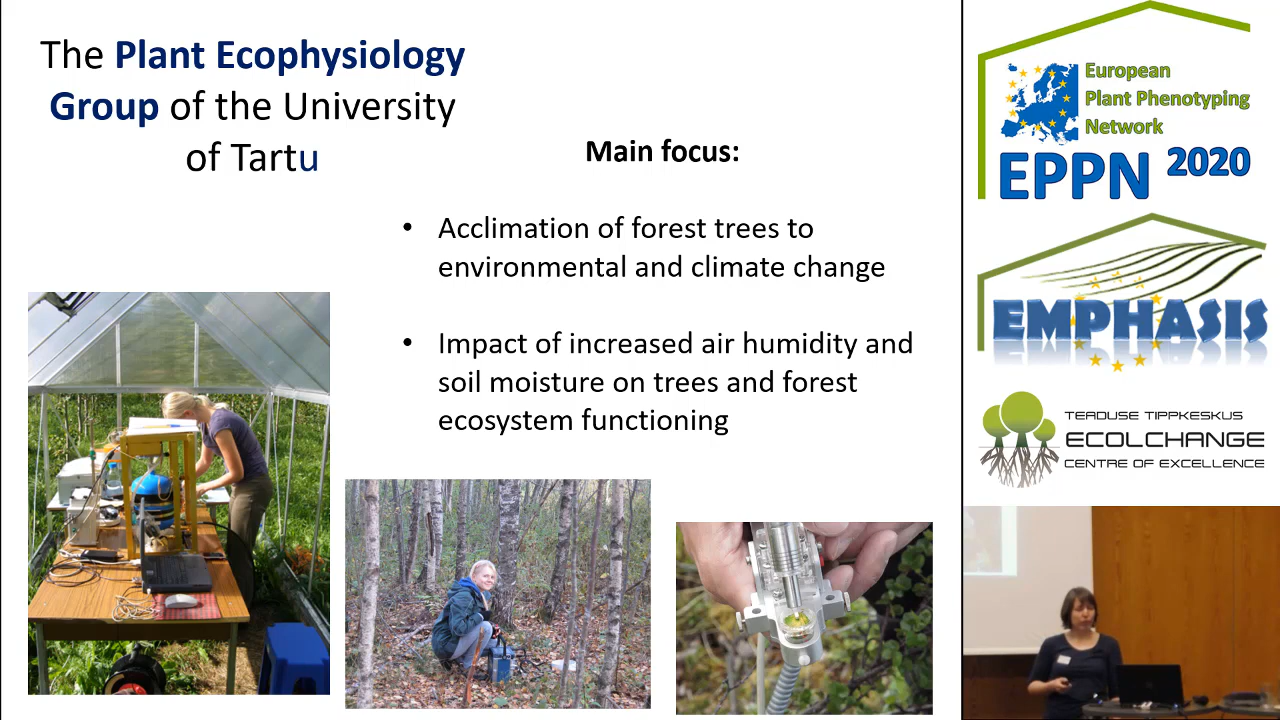 The Plant Ecophysiology
Group of the University
of Tartu
Main focus:
• Acclimation of forest trees to
environmental and climate change
• Impact of increased air humidity and
soil moisture on trees and forest
ecosystem functioning
European
Plant Phenotyping
Network
EPPN 2020
EMPHASIS
TEADUSE TIPPKESKUS
ECOLCHANGE
CENTRE OF EXCELLENCE